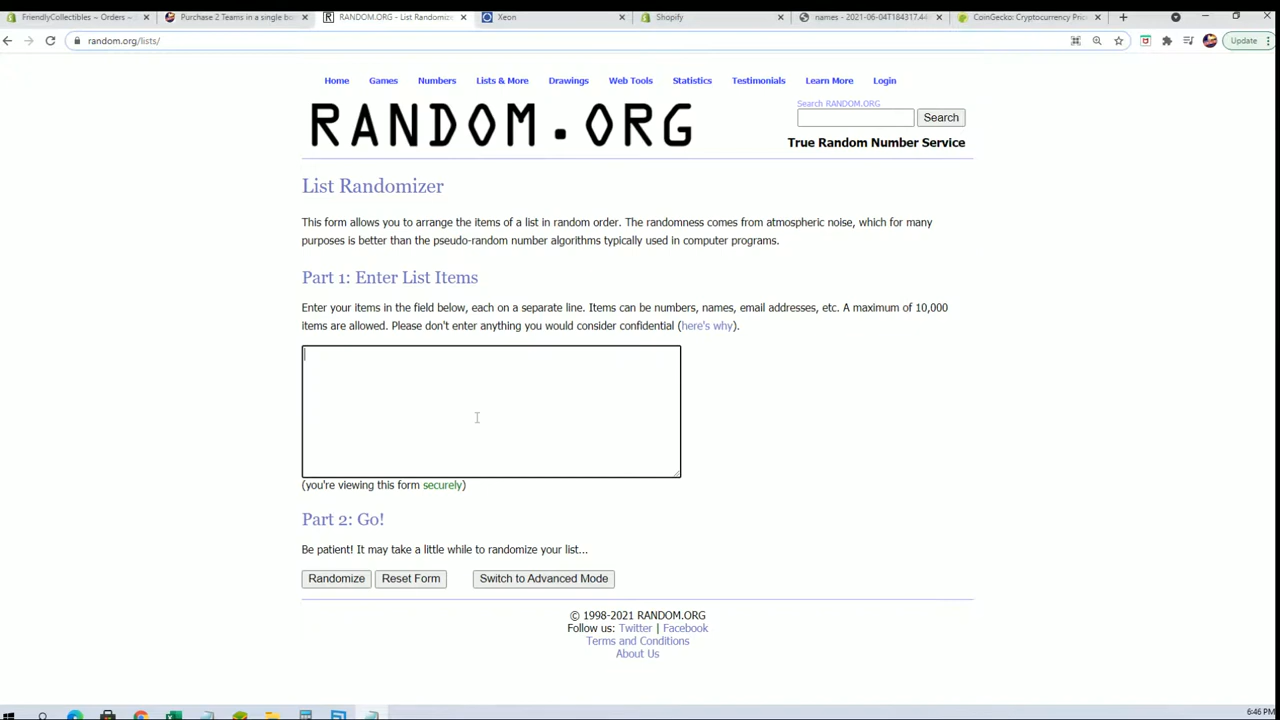 FriendlyCollectibles ~ Orders ~
Purchase 2 Teams in a single bo
RANDOM.ORG - List Randomizer
Xeon
Shopify
names - 2021-06-04T184317.44
CoinGecko: Cryptocurrency Pric
random.org/lists/
Update
Home Games Numbers Lists & More Drawings Web Tools Statistics Testimonials Learn More Login
RANDOM.ORG
Search RANDOM.ORG
Search
True Random Number Service
List Randomizer
This form allows you to arrange the items of a list in random order. The randomness comes from atmospheric noise, which for many
purposes is better than the pseudo-random number algorithms typically used in computer programs.
Part 1: Enter List Items
Enter your items in the field below, each on a separate line. Items can be numbers, names, email addresses, etc. A maximum of 10,000
items are allowed. Please don't enter anything you would consider confidential (here's why).
(you're viewing this form securely)
Part 2: Go!
Be patient! It may take a little while to randomize your list...
Randomize Reset Form Switch to Advanced Mode
© 1998-2021 RANDOM.ORG
Follow us: Twitter | Facebook
Terms and Conditions
About Us
6:46 PM